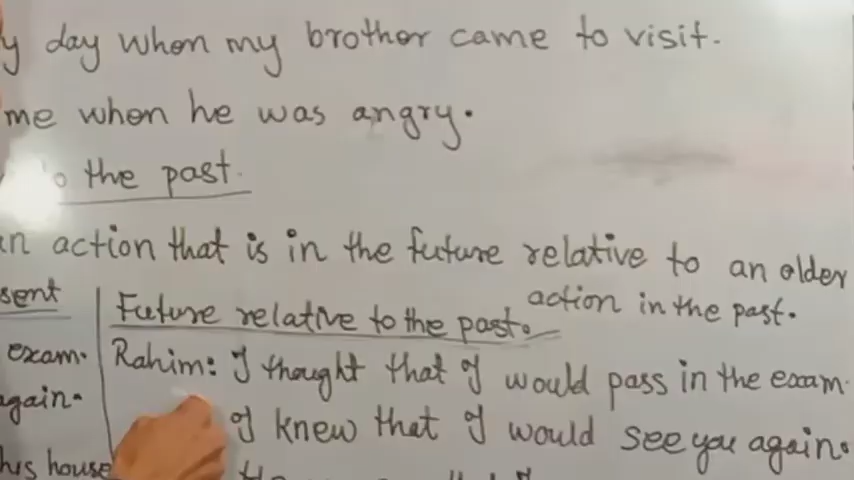 day when my brother came to visit.
me when he was angry.
the past.
an action that is in the future relative to an older
action in the past.
sent
Future relative to the past.
exam.
Rahim: I thought that I would pass in the exam.
again.
I knew that I would see you again.
his house